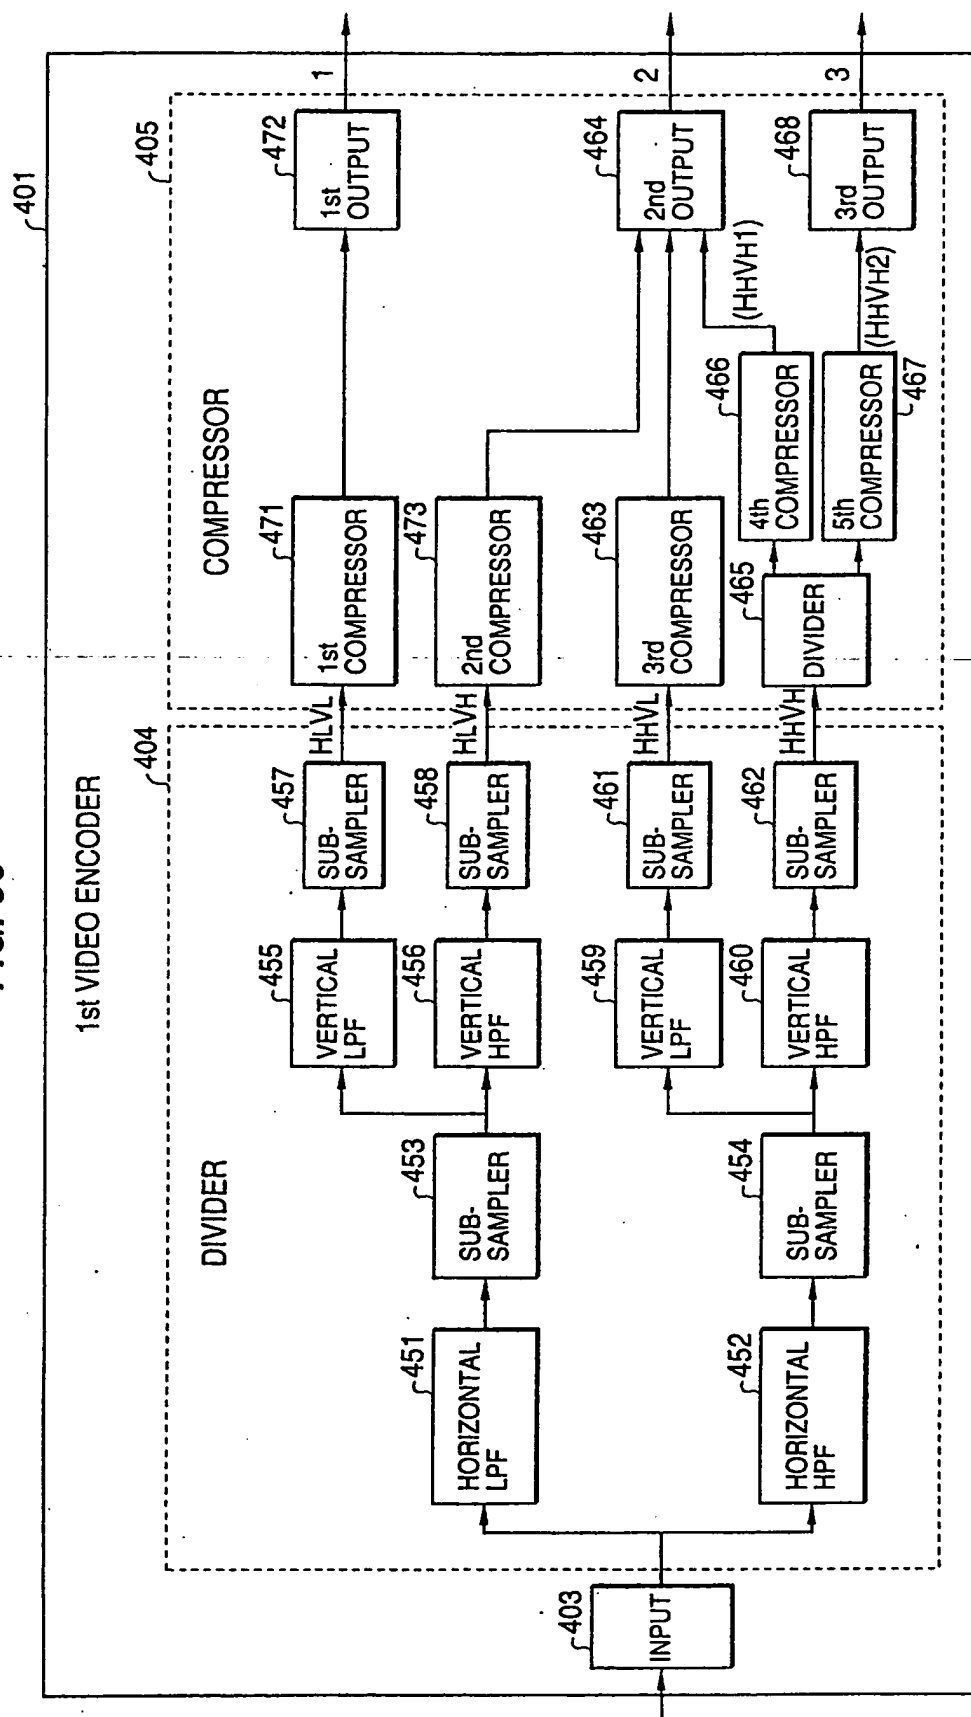 1st VIDEO ENCODER
401
403
INPUT
404
DIVIDER
451
HORIZONTAL
LPF
452
HORIZONTAL
HPF
453
SUB-
SAMPLER
454
SUB-
SAMPLER
455
VERTICAL
LPF
456
VERTICAL
HPF
459
VERTICAL
LPF
460
VERTICAL
HPF
457
SUB-
SAMPLER
458
SUB-
SAMPLER
461
SUB-
SAMPLER
462
SUB-
SAMPLER
HLVL
HLVH
HHVL
HHVH
405
COMPRESSOR
471
1st
COMPRESSOR
473
2nd
COMPRESSOR
463
3rd
COMPRESSOR
465
DIVIDER
466
4th
COMPRESSOR
5th
COMPRESSOR
467
(HHVH1)
(HHVH2)
472
1st
OUTPUT
464
2nd
OUTPUT
468
3rd
OUTPUT
1
2
3